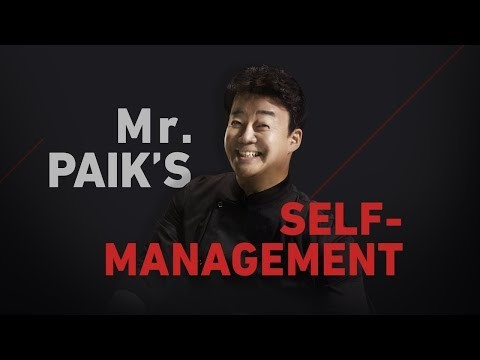 Mr.
PAIK'S
SELF-
MANAGEMENT